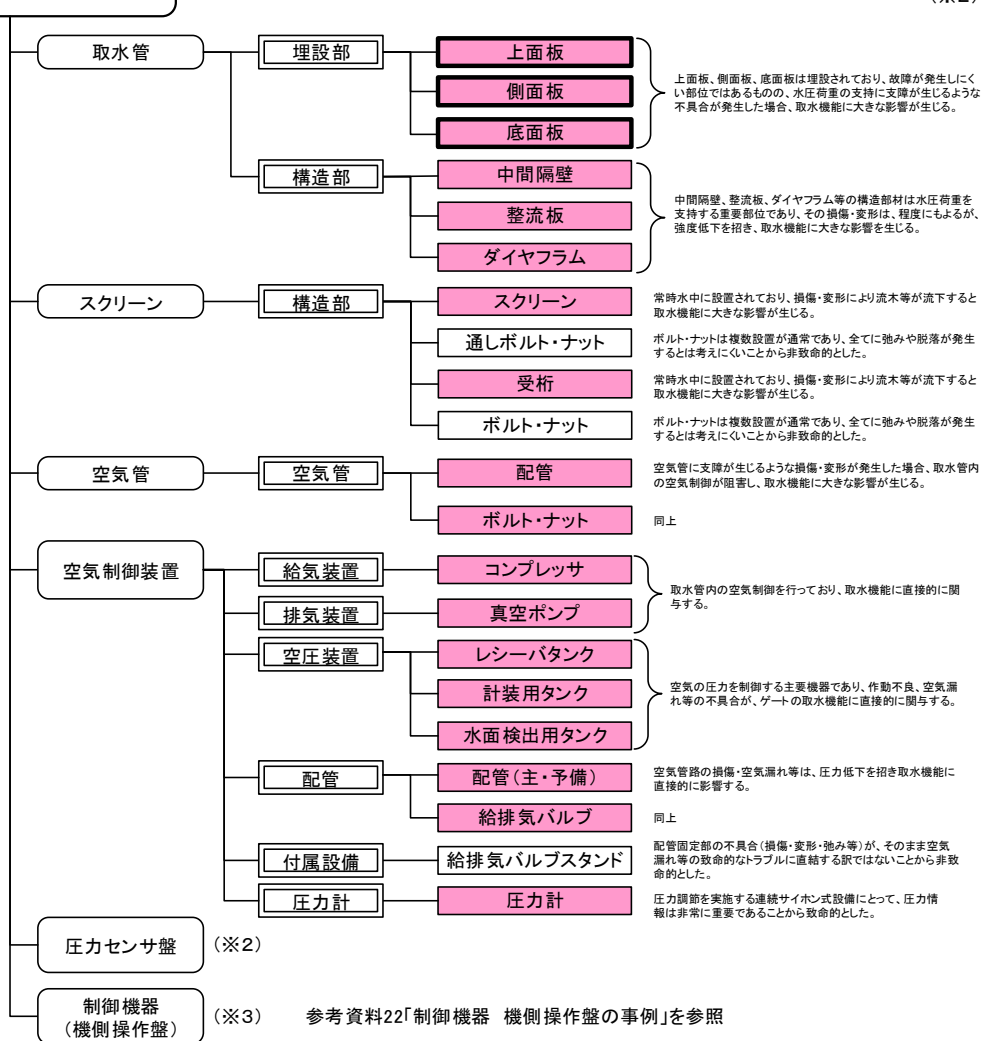 (※2)
取水管
埋設部
上面板
側面板
底面板
上面板、側面板、底面板は埋設されており、故障が発生しにく
い部位ではあるものの、水圧荷重の支持に支障が生じるような
不具合が発生した場合、取水機能に大きな影響が生じる。
構造部
中間隔壁
整流板
ダイヤフラム
中間隔壁、整流板、ダイヤフラム等の構造部材は水圧荷重を
支持する重要部位であり、その損傷・変形は、程度にもよるが、
強度低下を招き、取水機能に大きな影響を生じる。
スクリーン
構造部
スクリーン
常時水中に設置されており、損傷・変形により流木等が流下すると
取水機能に大きな影響が生じる。
通しボルト・ナット
ボルト・ナットは複数設置が通常であり、全てに弛みや脱落が発生
するとは考えにくいことから非致命的とした。
受桁
常時水中に設置されており、損傷・変形により流木等が流下すると
取水機能に大きな影響が生じる。
ボルト・ナット
ボルト・ナットは複数設置が通常であり、全てに弛みや脱落が発生
するとは考えにくいことから非致命的とした。
空気管
空気管
配管
空気管に支障が生じるような損傷・変形が発生した場合、取水管内
の空気制御が阻害し、取水機能に大きな影響が生じる。
ボルト・ナット
同上
空気制御装置
給気装置
コンプレッサ
排気装置
真空ポンプ
取水管内の空気制御を行っており、取水機能に直接的に関
与する。
空圧装置
レシーバタンク
計装用タンク
水面検出用タンク
空気の圧力を制御する主要機器であり、作動不良、空気漏
れ等の不具合が、ゲートの取水機能に直接的に関与する。
配管
配管(主・予備)
空気管路の損傷・空気漏れ等は、圧力低下を招き取水機能に
直接的に影響する。
給排気バルブ
同上
付属設備
給排気バルブスタンド
配管固定部の不具合(損傷・変形・弛み等)が、そのまま空気
漏れ等の致命的なトラブルに直結する訳ではないことから非致
命的とした。
圧力計
圧力計
圧力調節を実施する連続サイホン式設備にとって、圧力情
報は非常に重要であることから致命的とした。
圧力センサ盤
(※2)
制御機器
(機側操作盤)
(※3) 参考資料22「制御機器 機側操作盤の事例」を参照